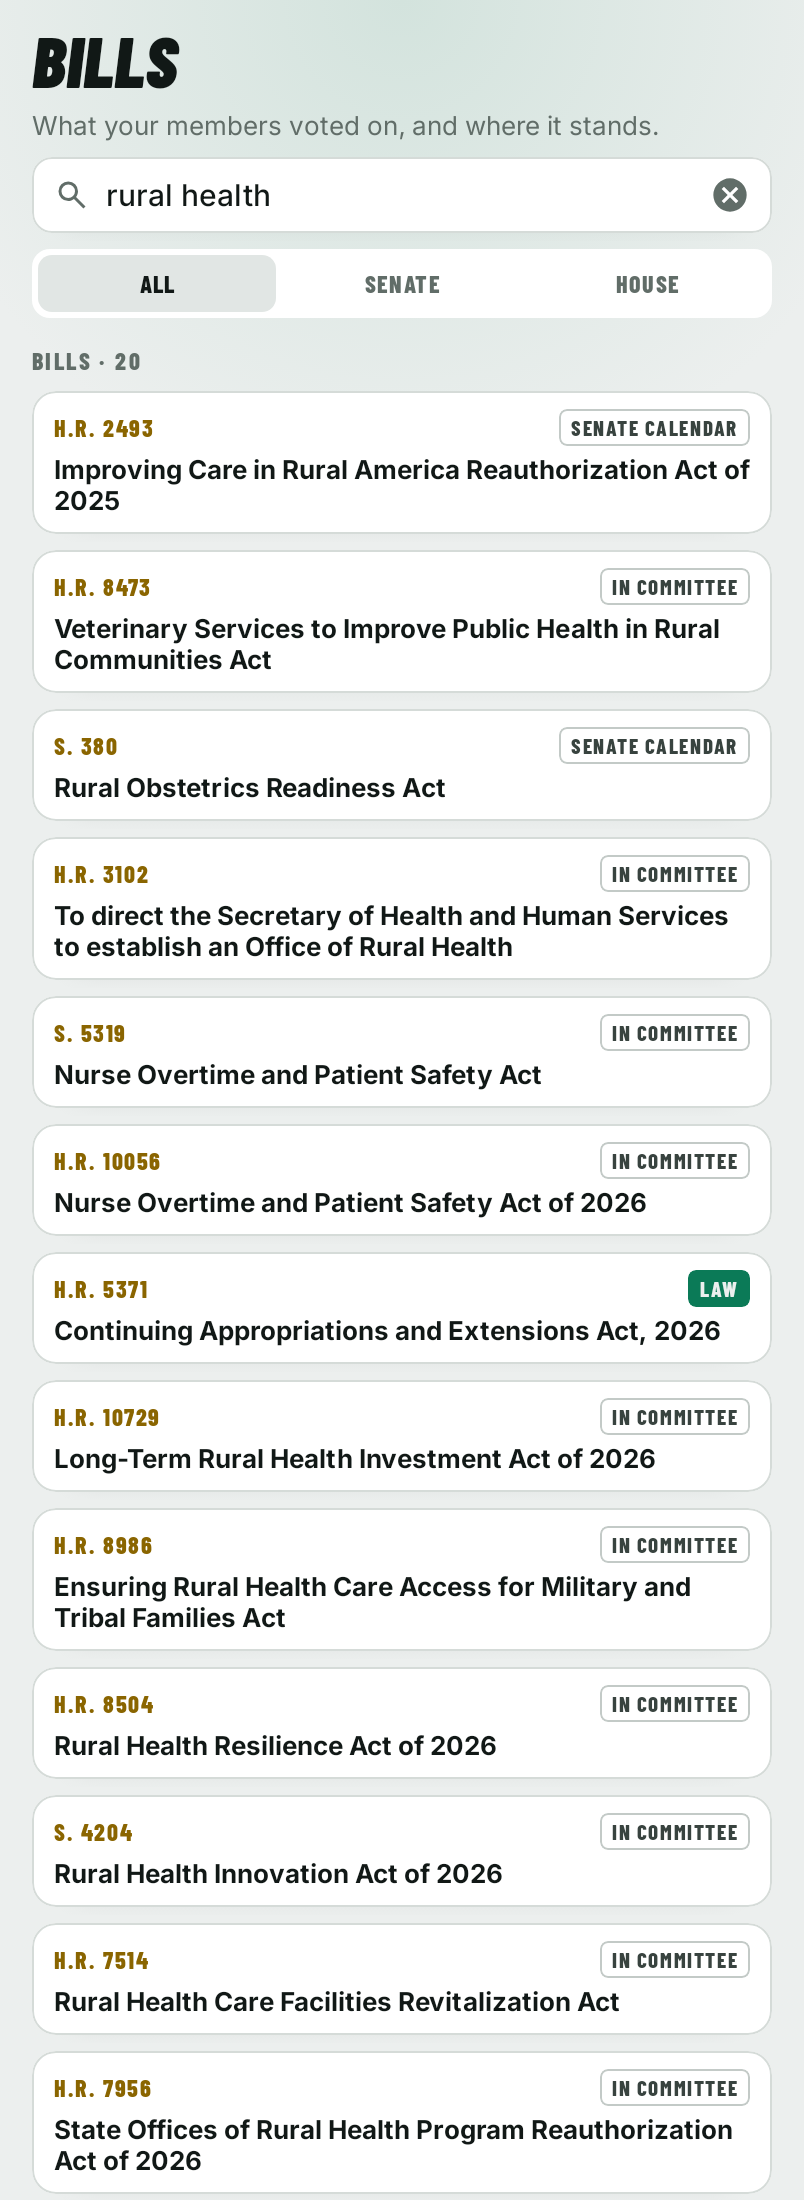 BILLS
What your members voted on, and where it stands.
rural health
ALL SENATE HOUSE
BILLS · 20
H.R. 2493 SENATE CALENDAR
Improving Care in Rural America Reauthorization Act of
2025
H.R. 8473 IN COMMITTEE
Veterinary Services to Improve Public Health in Rural
Communities Act
S. 380 SENATE CALENDAR
Rural Obstetrics Readiness Act
H.R. 3102 IN COMMITTEE
To direct the Secretary of Health and Human Services
to establish an Office of Rural Health
S. 5319 IN COMMITTEE
Nurse Overtime and Patient Safety Act
H.R. 10056 IN COMMITTEE
Nurse Overtime and Patient Safety Act of 2026
H.R. 5371 LAW
Continuing Appropriations and Extensions Act, 2026
H.R. 10729 IN COMMITTEE
Long-Term Rural Health Investment Act of 2026
H.R. 8986 IN COMMITTEE
Ensuring Rural Health Care Access for Military and
Tribal Families Act
H.R. 8504 IN COMMITTEE
Rural Health Resilience Act of 2026
S. 4204 IN COMMITTEE
Rural Health Innovation Act of 2026
H.R. 7514 IN COMMITTEE
Rural Health Care Facilities Revitalization Act
H.R. 7956 IN COMMITTEE
State Offices of Rural Health Program Reauthorization
Act of 2026